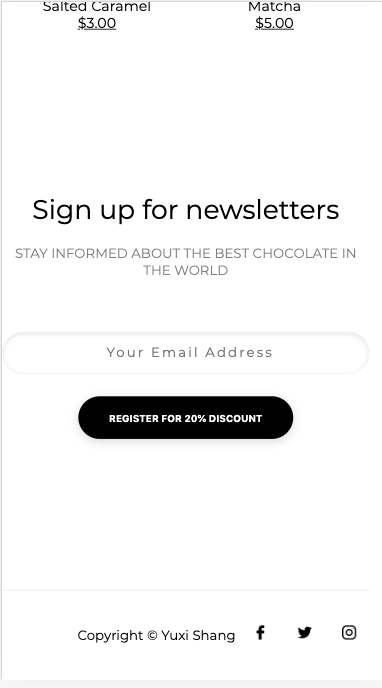 Salted Caramel Matcha
$3.00 $5.00
Sign up for newsletters
STAY INFORMED ABOUT THE BEST CHOCOLATE IN
THE WORLD
Your Email Address
REGISTER FOR 20% DISCOUNT
Copyright © Yuxi Shang